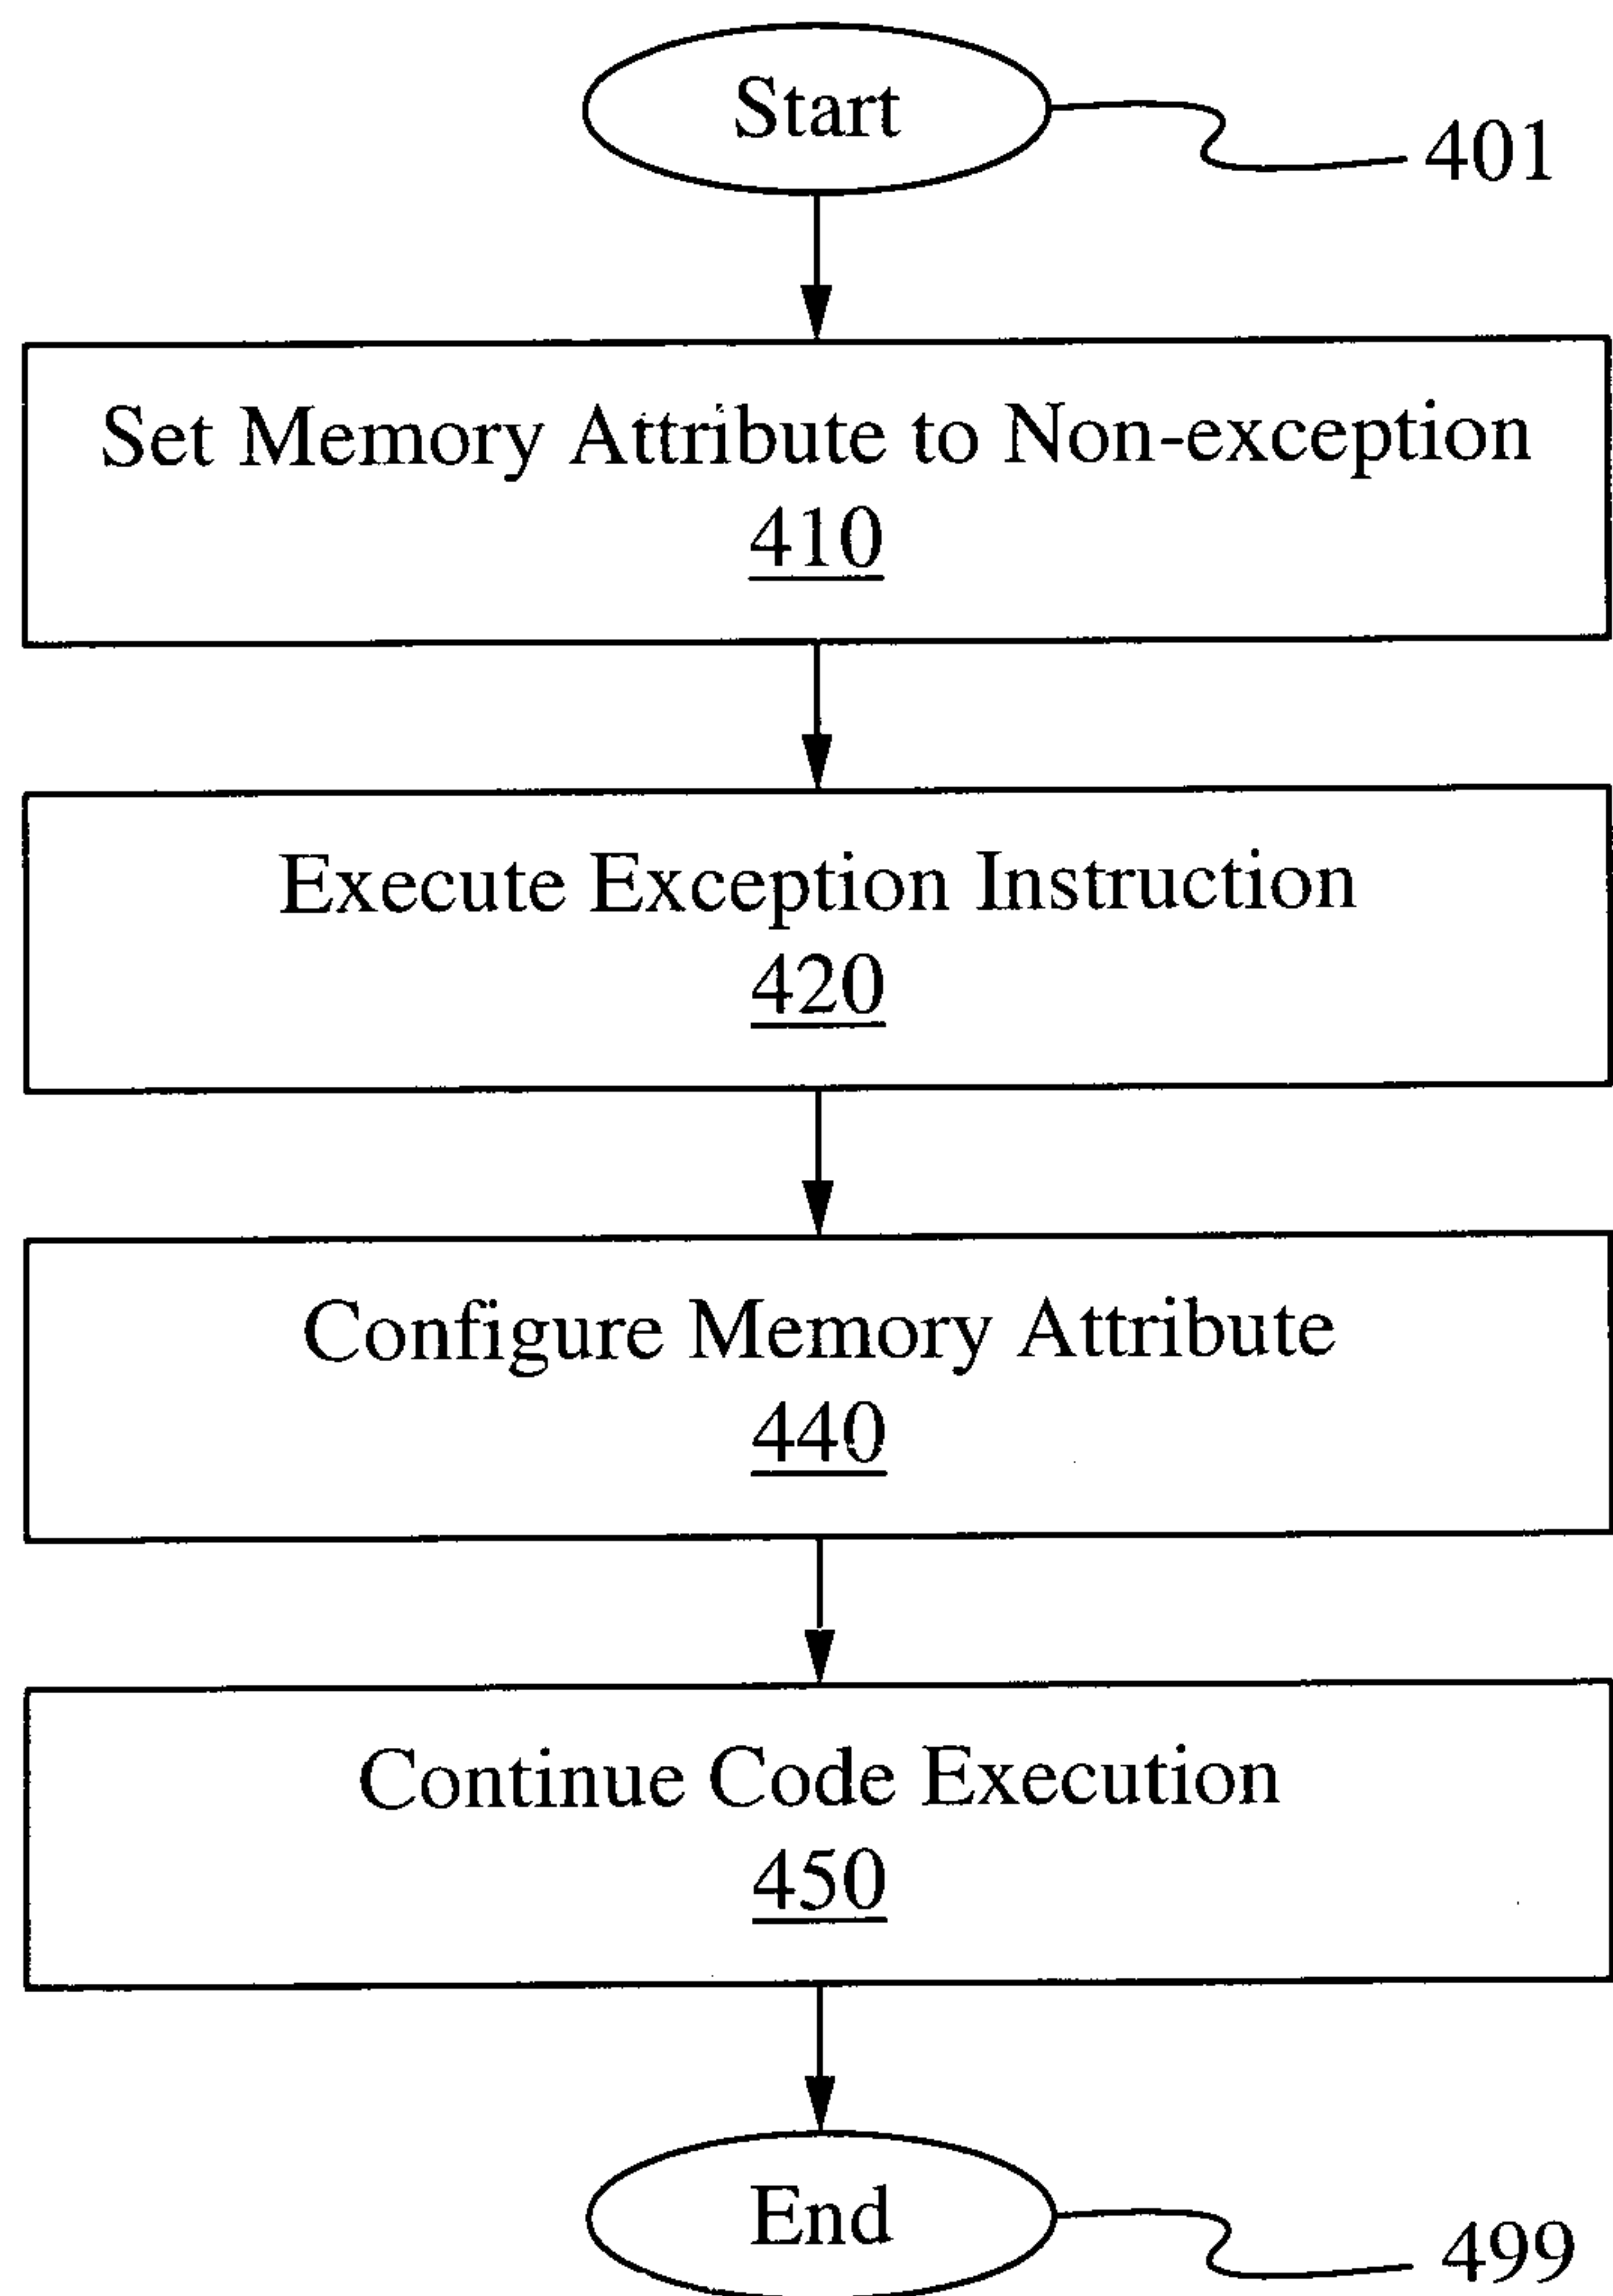 Start
401
Set Memory Attribute to Non-exception
410
Execute Exception Instruction
420
Configure Memory Attribute
440
Continue Code Execution
450
End
499